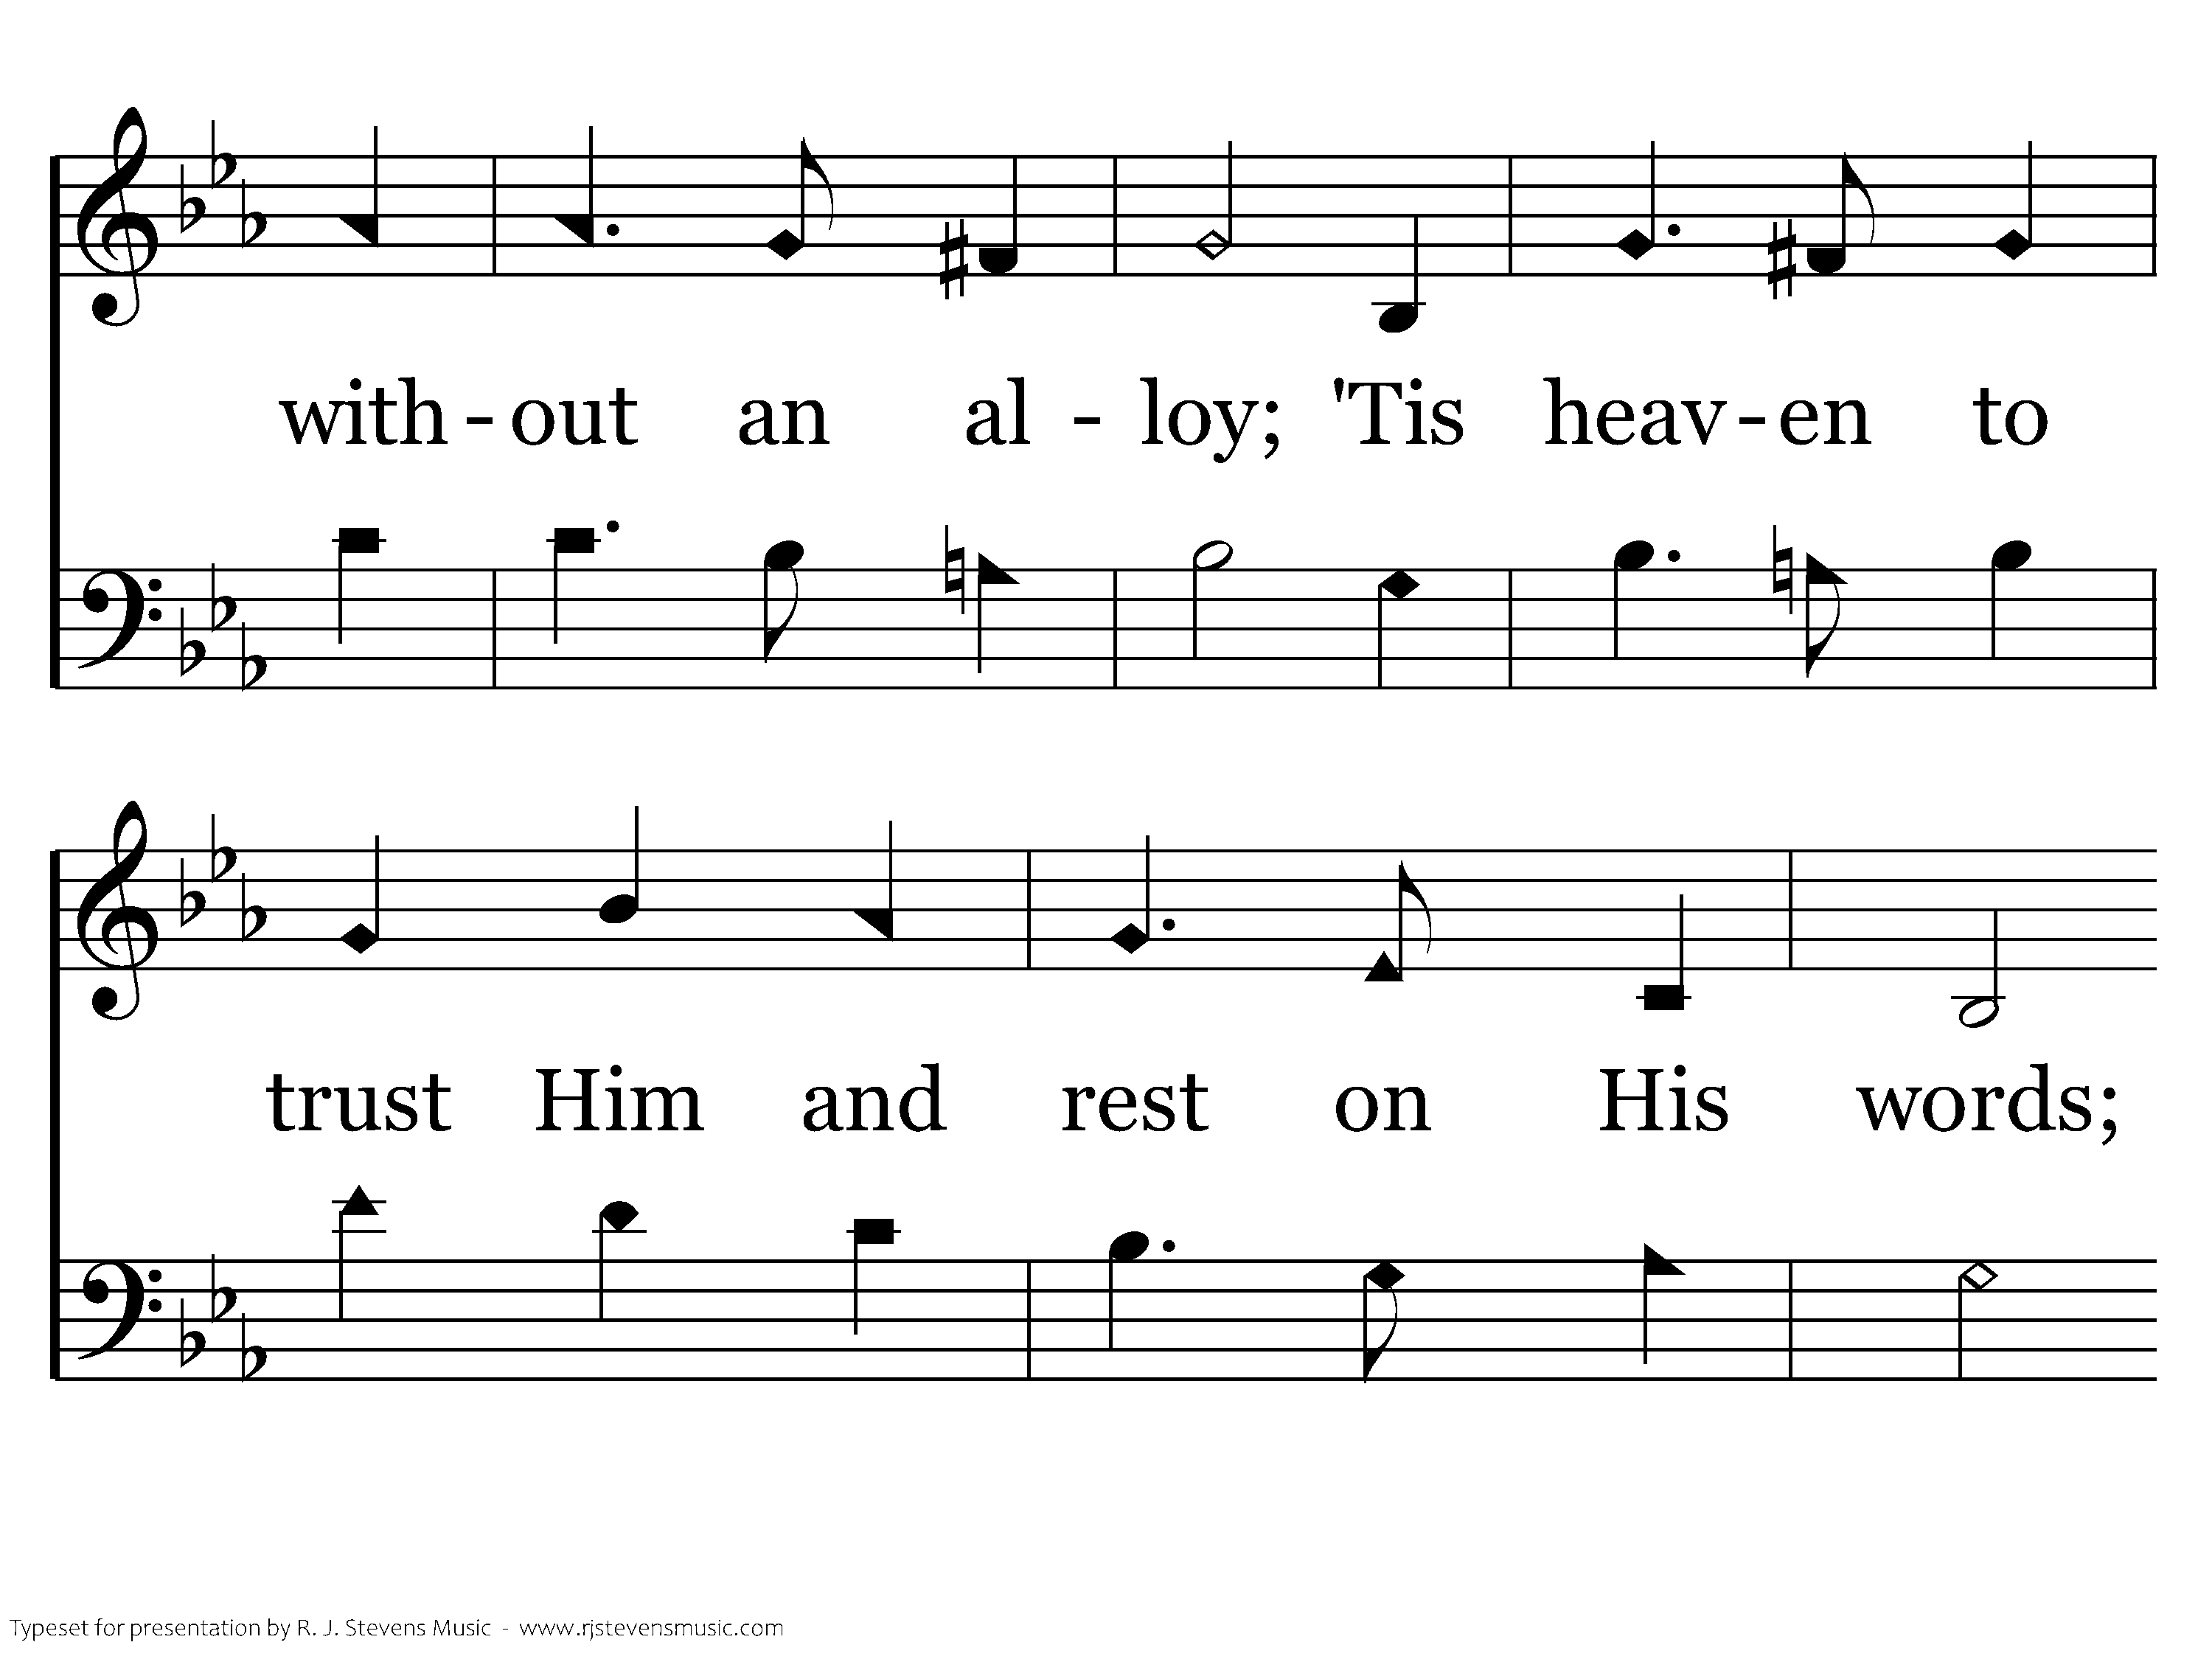 with - out an al - loy; 'Tis heav - en to
trust Him and rest on His words;
Typeset for presentation by R. J. Stevens Music - www.rjstevensmusic.com